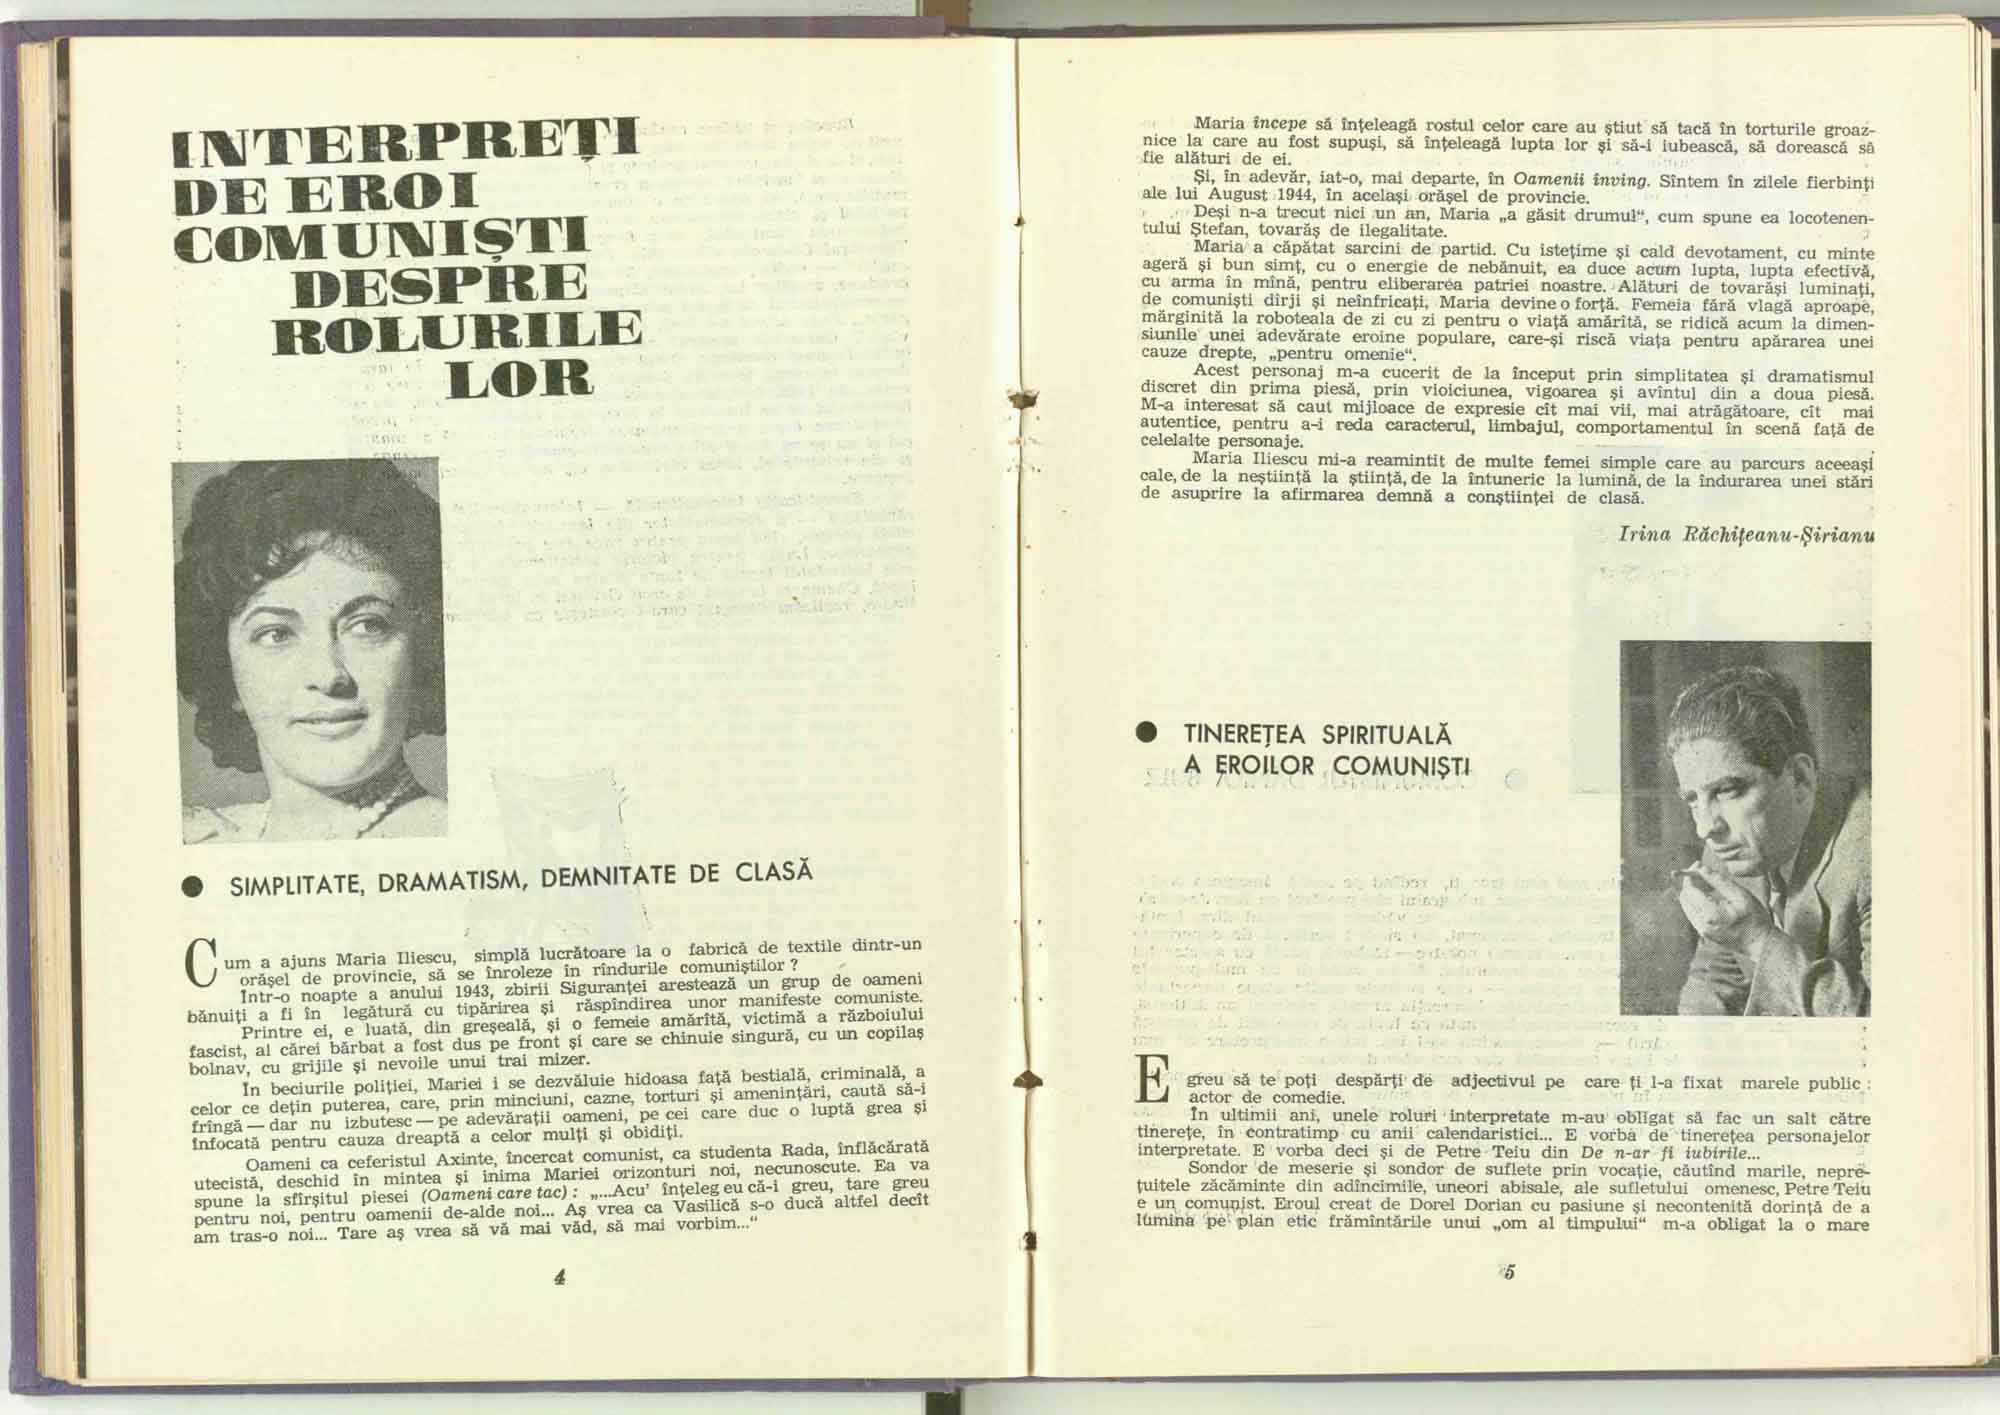 INTERPREȚI
DE EROI
COMUNIȘTI
DESPRE
ROLURILE
LOR
● SIMPLITATE, DRAMATISM, DEMNITATE DE CLASĂ
Cum a ajuns Maria Iliescu, simplă lucrătoare la o fabrică de textile dintr-un
orășel de provincie, să se înroleze în rîndurile comuniștilor ?
Într-o noapte a anului 1943, zbirii Siguranței arestează un grup de oameni
bănuiți a fi în legătură cu tipărirea și răspîndirea unor manifeste comuniste.
Printre ei, e luată, din greșeală, și o femeie amărîtă, victimă a războiului
fascist, al cărei bărbat a fost dus pe front și care se chinuie singură, cu un copilaș
bolnav, cu grijile și nevoile unui trai mizer.
În beciurile poliției, Mariei i se dezvăluie hidoasa față bestială, criminală, a
celor ce dețin puterea, care, prin minciuni, cazne, torturi și amenințări, caută să-i
frîngă — dar nu izbutesc — pe adevărații oameni, pe cei care duc o luptă grea și
înfocată pentru cauza dreaptă a celor mulți și obidiți.
Oameni ca ceferistul Axinte, încercat comunist, ca studenta Rada, înflăcărată
utecistă, deschid în mintea și inima Mariei orizonturi noi, necunoscute. Ea va
spune la sfîrșitul piesei (Oameni care tac) : „...Acu' înțeleg eu că-i greu, tare greu
pentru noi, pentru oamenii de-alde noi... Aș vrea ca Vasilică s-o ducă altfel decît
am tras-o noi... Tare aș vrea să vă mai văd, să mai vorbim...“
4
Maria începe să înțeleagă rostul celor care au știut să tacă în torturile groaz-
nice la care au fost supuși, să înțeleagă lupta lor și să-i iubească, să dorească să
fie alături de ei.
Și, în adevăr, iat-o, mai departe, în Oamenii înving. Sîntem în zilele fierbinți
ale lui August 1944, în același orășel de provincie.
Deși n-a trecut nici un an, Maria „a găsit drumul“, cum spune ea locotenen-
tului Ștefan, tovarăș de ilegalitate.
Maria a căpătat sarcini de partid. Cu istețime și cald devotament, cu minte
ageră și bun simț, cu o energie de nebănuit, ea duce acum lupta, lupta efectivă,
cu arma în mînă, pentru eliberarea patriei noastre. Alături de tovarăși luminați,
de comuniști dîrji și neînfricați, Maria devine o forță. Femeia fără vlagă aproape,
mărginită la roboteala de zi cu zi pentru o viață amărîtă, se ridică acum la dimen-
siunile unei adevărate eroine populare, care-și riscă viața pentru apărarea unei
cauze drepte, „pentru omenie“.
Acest personaj m-a cucerit de la început prin simplitatea și dramatismul
discret din prima piesă, prin vioiciunea, vigoarea și avîntul din a doua piesă.
M-a interesat să caut mijloace de expresie cît mai vii, mai atrăgătoare, cît mai
autentice, pentru a-i reda caracterul, limbajul, comportamentul în scenă față de
celelalte personaje.
Maria Iliescu mi-a reamintit de multe femei simple care au parcurs aceeași
cale, de la neștiință la știință, de la întuneric la lumină, de la îndurarea unei stări
de asuprire la afirmarea demnă a conștiinței de clasă.
Irina Răchițeanu-Șirianu
● TINEREȚEA SPIRITUALĂ
A EROILOR COMUNIȘTI
E greu să te poți despărți de adjectivul pe care ți l-a fixat marele public :
actor de comedie.
În ultimii ani, unele roluri interpretate m-au obligat să fac un salt către
tinerețe, în contratimp cu anii calendaristici... E vorba de tinerețea personajelor
interpretate. E vorba deci și de Petre Teiu din De n-ar fi iubirile...
Sondor de meserie și sondor de suflete prin vocație, căutînd marile, nepre-
țuitele zăcăminte din adîncimile, uneori abisale, ale sufletului omenesc, Petre Teiu
e un comunist. Eroul creat de Dorel Dorian cu pasiune și necontenită dorință de a
lumina pe plan etic frămîntările unui „om al timpului“ m-a obligat la o mare
5